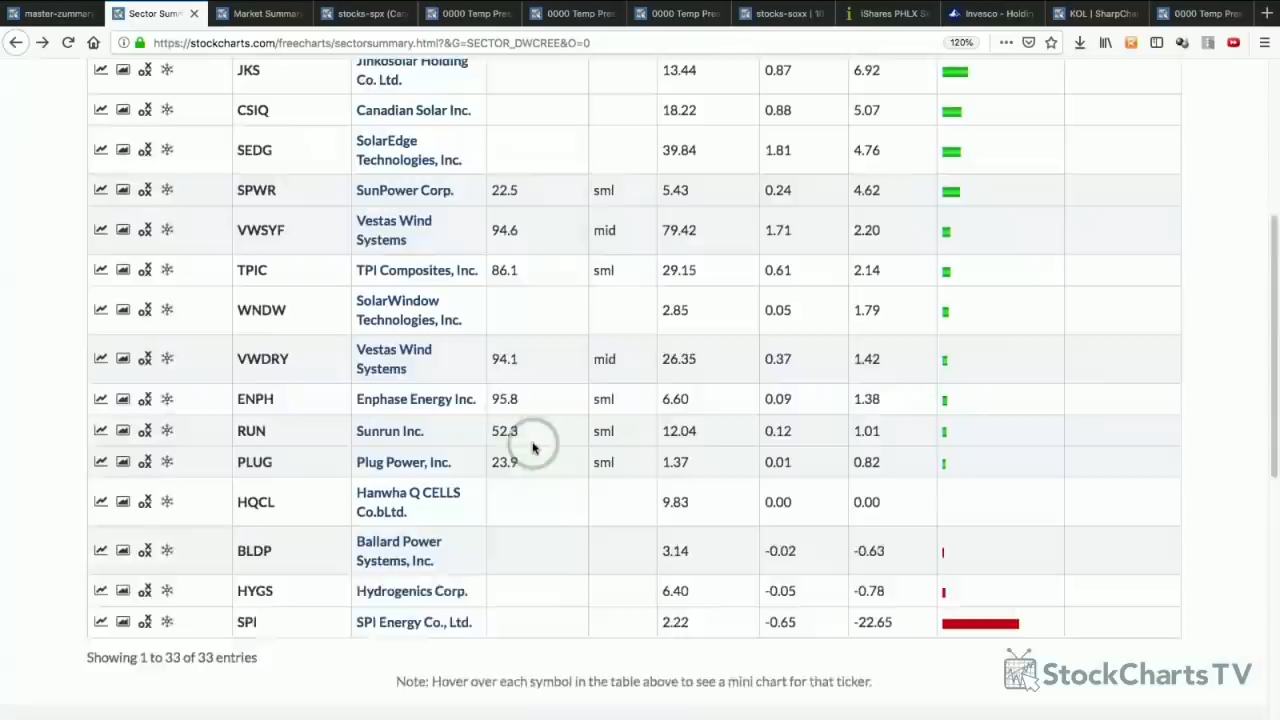 master-zummar
Sector Sum
Market Summar
stocks-spx (Ca
0000 Temp Pre
0000 Temp Pre
0000 Temp Pre
stocks-soxx | 10
iShares PHLX S
Invesco - Holdin
KOL | SharpCha
0000 Temp Pre
https://stockcharts.com/freecharts/sectorsummary.html?&G=SECTOR_DWCREE&O=0 120%
JKS Jinkosolar Holding Co. Ltd. 13.44 0.87 6.92
CSIQ Canadian Solar Inc. 18.22 0.88 5.07
SEDG SolarEdge Technologies, Inc. 39.84 1.81 4.76
SPWR SunPower Corp. 22.5 sml 5.43 0.24 4.62
VWSYF Vestas Wind Systems 94.6 mid 79.42 1.71 2.20
TPIC TPI Composites, Inc. 86.1 sml 29.15 0.61 2.14
WNDW SolarWindow Technologies, Inc. 2.85 0.05 1.79
VWDRY Vestas Wind Systems 94.1 mid 26.35 0.37 1.42
ENPH Enphase Energy Inc. 95.8 sml 6.60 0.09 1.38
RUN Sunrun Inc. 52.3 sml 12.04 0.12 1.01
PLUG Plug Power, Inc. 23.9 sml 1.37 0.01 0.82
HQCL Hanwha Q CELLS Co.bLtd. 9.83 0.00 0.00
BLDP Ballard Power Systems, Inc. 3.14 -0.02 -0.63
HYGS Hydrogenics Corp. 6.40 -0.05 -0.78
SPI SPI Energy Co., Ltd. 2.22 -0.65 -22.65
Showing 1 to 33 of 33 entries
Note: Hover over each symbol in the table above to see a mini chart for that ticker.
StockChartsTV